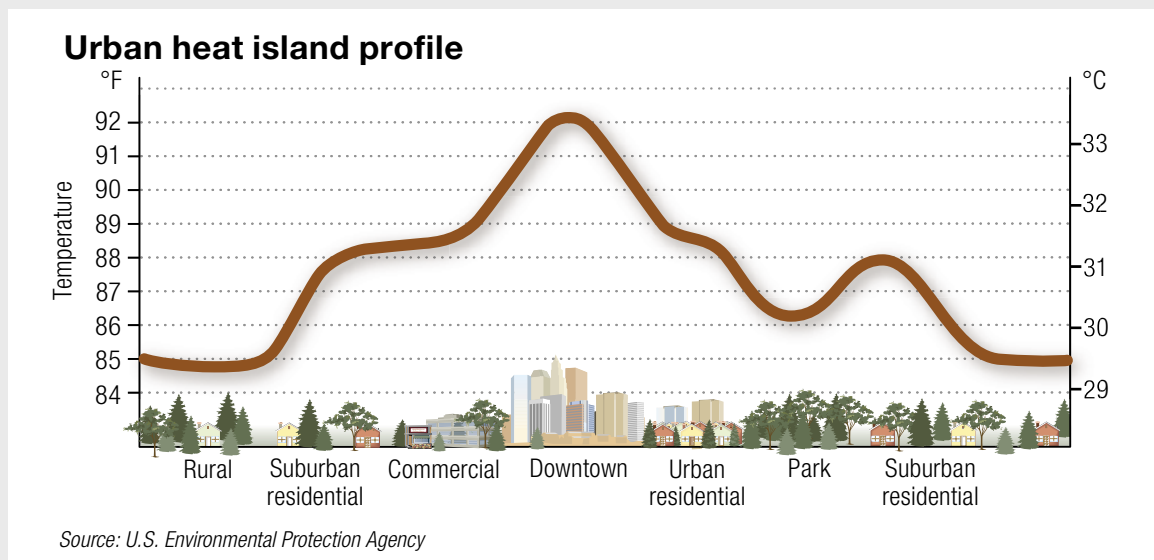 Urban heat island profile
°F
°C
92
91
90
89
88
87
86
85
84
Temperature
33
32
31
30
29
Rural
Suburban
residential
Commercial
Downtown
Urban
residential
Park
Suburban
residential
Source: U.S. Environmental Protection Agency